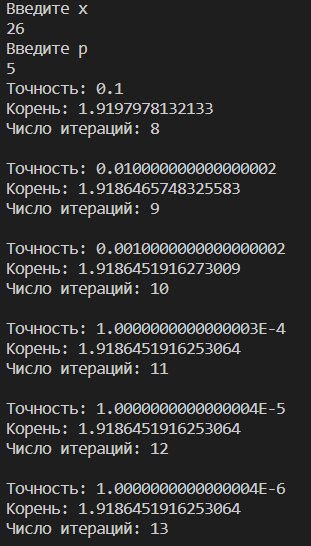 Введите x
26
Введите p
5
Точность: 0.1
Корень: 1.9197978132133
Число итераций: 8
Точность: 0.010000000000000002
Корень: 1.9186465748325583
Число итераций: 9
Точность: 0.0010000000000000002
Корень: 1.9186451916273009
Число итераций: 10
Точность: 1.0000000000000003E-4
Корень: 1.9186451916253064
Число итераций: 11
Точность: 1.0000000000000004E-5
Корень: 1.9186451916253064
Число итераций: 12
Точность: 1.0000000000000004E-6
Корень: 1.9186451916253064
Число итераций: 13